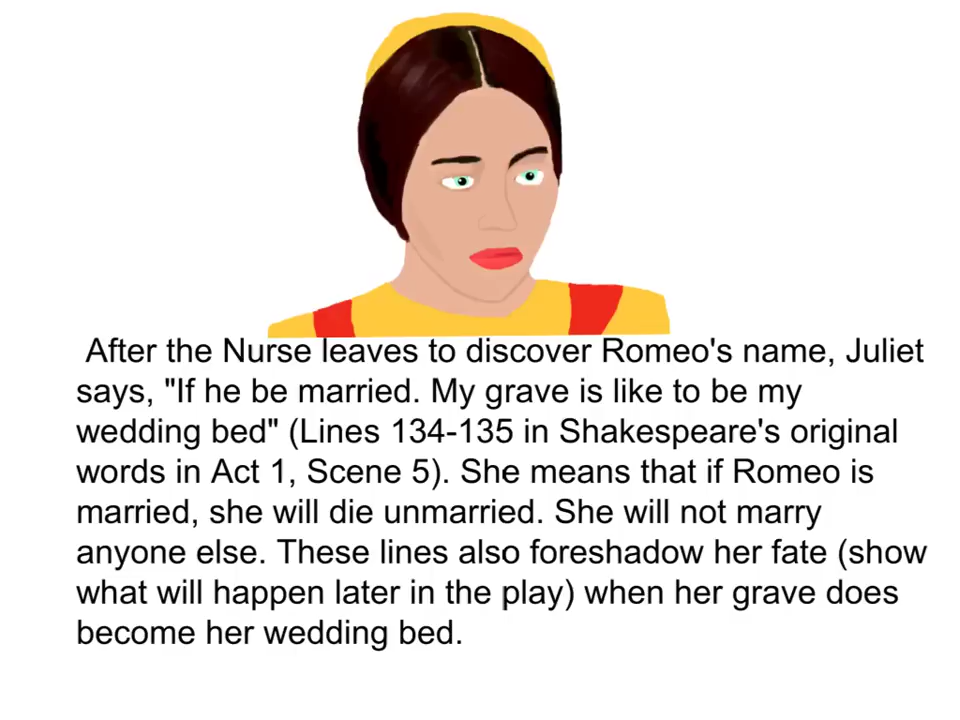 After the Nurse leaves to discover Romeo's name, Juliet
says, "If he be married. My grave is like to be my
wedding bed" (Lines 134-135 in Shakespeare's original
words in Act 1, Scene 5). She means that if Romeo is
married, she will die unmarried. She will not marry
anyone else. These lines also foreshadow her fate (show
what will happen later in the play) when her grave does
become her wedding bed.